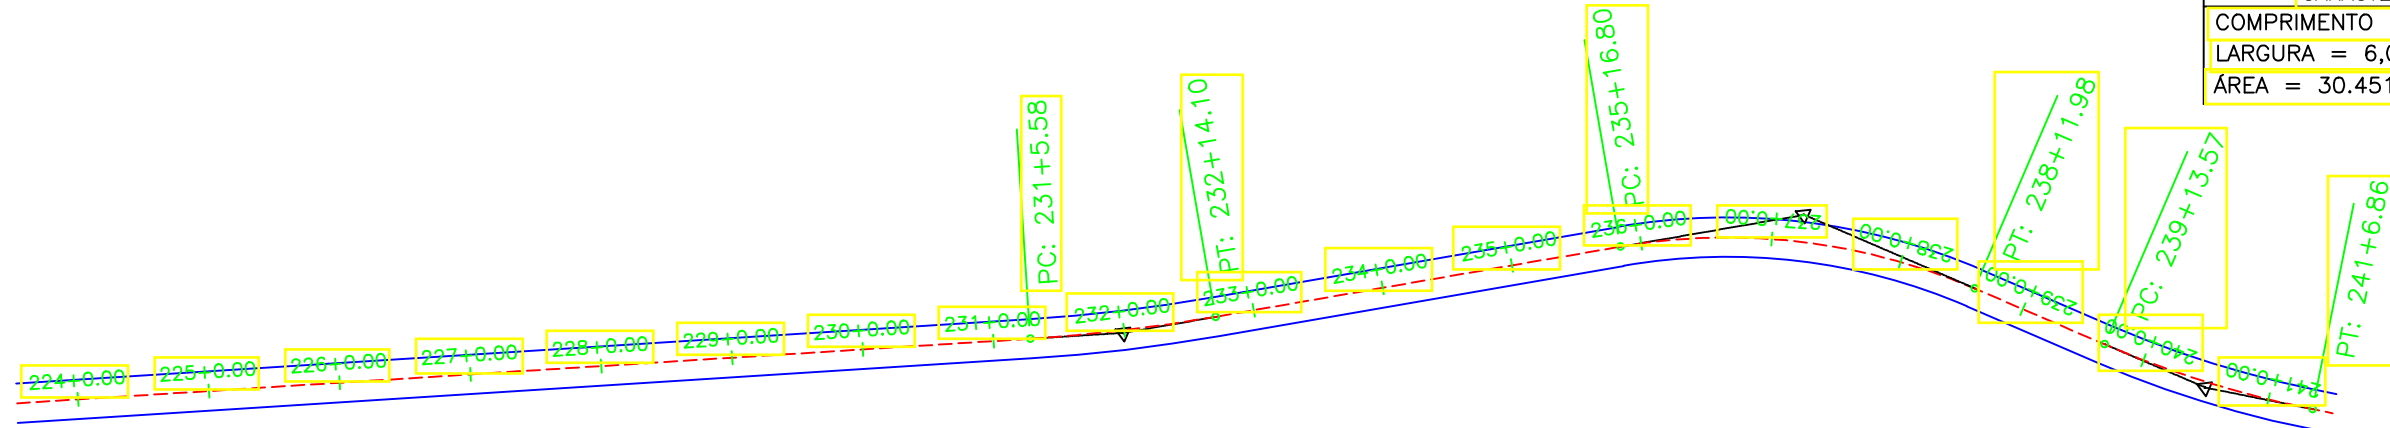 COMPRIMENTO
LARGURA = 6,0
ÁREA = 30.451
224+0.00
225+0.00
226+0.00
227+0.00
228+0.00
229+0.00
230+0.00
231+0.00
PC: 231+5.58
232+0.00
PT: 232+14.10
233+0.00
234+0.00
235+0.00
PC: 235+16.80
236+0.00
237+0.00
238+0.00
PT: 238+11.98
239+0.00
PC: 239+13.57
240+0.00
241+0.00
PT: 241+6.86